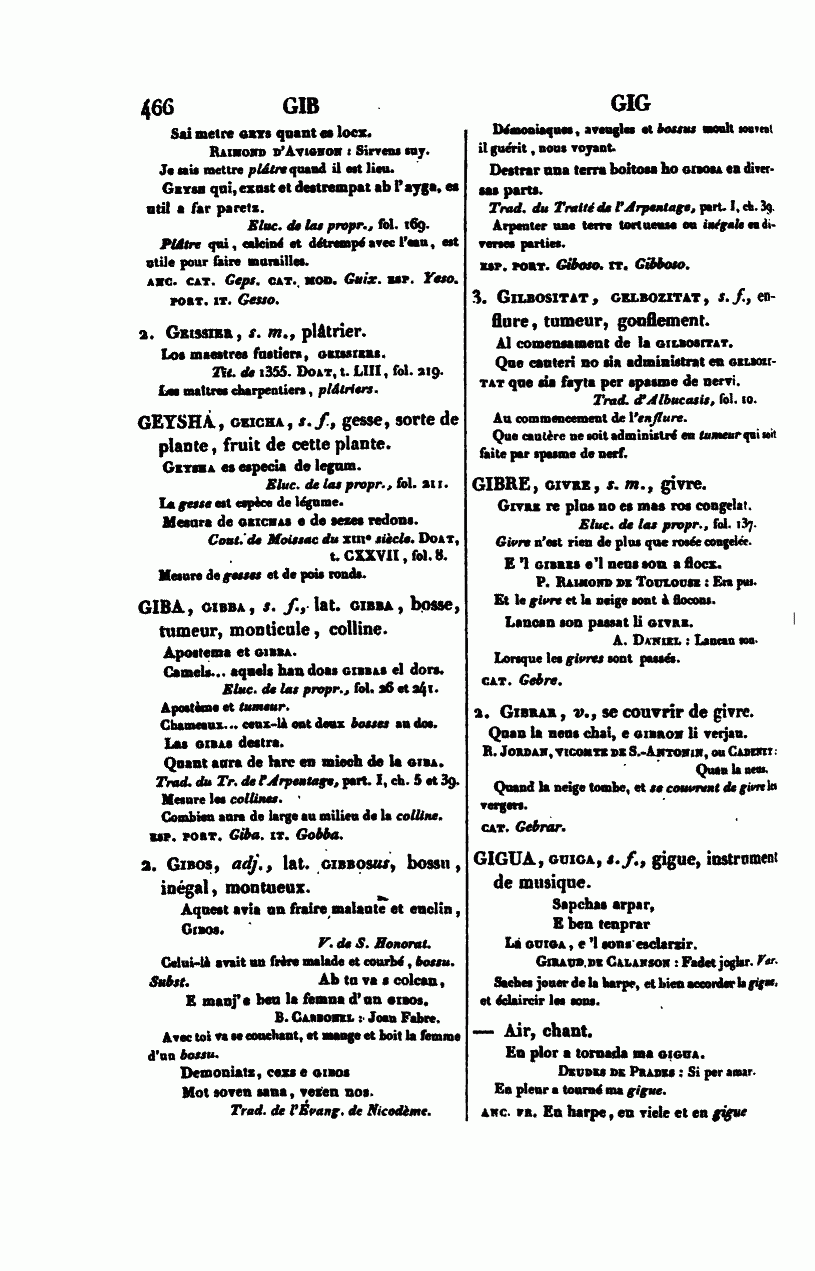 466 GIB
Sai metre GEYS quant es locx.
RAIMOND D'AVIGNON : Sirvens suy.
Je sais mettre plâtre quand il est lieu.
GEYSH qui, exust et destrempat ab l'ayga, es
util a far paretz.
Eluc. de las propr., fol. 169.
Plâtre qui, calciné et détrempé avec l'eau, est
utile pour faire murailles.
ANC. CAT. Geps. CAT. MOD. Guix. ESP. Yeso.
PORT. IT. Gesso.
2. GEISSIER, s. m., plâtrier.
Los maestres fustiers, GEISSIERS.
Tit. de 1355. DOAT, t. LIII, fol. 219.
Les maîtres charpentiers, plâtriers.
GEYSHA, GEICHA, s. f., gesse, sorte de
plante, fruit de cette plante.
GEYSHA es especia de legum.
Eluc. de las propr., fol. 211.
La gesse est espèce de légume.
Mesura de GEICHAS e de sezes redons.
Cout. de Moissac du XIIIe siècle. DOAT,
t. CXXVII, fol. 8.
Mesure de gesses et de pois ronds.
GIBA, GIBBA, s. f., lat. GIBBA, bosse,
tumeur, monticule, colline.
Apostema et GIBBA.
Camels... aquels han doas GIBBAS el dors.
Eluc. de las propr., fol. 26 et 241.
Apostème et tumeur.
Chameaux... ceux-là ont deux bosses au dos.
Las GIBAS destra.
Quant aura de larc en miech de la GIBA.
Trad. du Tr. de l'Arpentage, part. I, ch. 5 et 39.
Mesure les collines.
Combien aura de large au milieu de la colline.
ESP. PORT. Giba. IT. Gobba.
2. GIBOS, adj., lat. GIBBOSUS, bossu,
inégal, montueux.
Aquest avia un fraire malaute et enclin,
GIBOS.
V. de S. Honorat.
Celui-là avait un frère malade et courbé, bossu.
Subst. Ab tu va s colcan,
E manj' e beu la femna d' un GIBOS.
B. CARBONEL : Joan Fabre.
Avec toi va se couchant, et mange et boit la femme
d'un bossu.
Demoniatz, cexs e GIBOS
Mot soven sana, vezen nos.
Trad. de l'Évang. de Nicodème.
GIG
Démoniaques, aveugles et bossus moult souvent
il guérit, nous voyant.
Destrar una terra boitosa ho GIBOSA en diver-
sas parts.
Trad. du Traité de l'Arpentage, part. I, ch. 39.
Arpenter une terre tortueuse ou inégale en di-
verses parties.
ESP. PORT. Giboso. IT. Gibboso.
3. GILBOSITAT, GELBOZITAT, s. f., en-
flure, tumeur, gonflement.
Al comensament de la GILBOSITAT.
Que cauteri no sia administrat en GELBOZI-
TAT que sia fayta per spasme de nervi.
Trad. d'Albucasis, fol. 10.
Au commencement de l'enflure.
Que cautère ne soit administré en tumeur qui soit
faite par spasme de nerf.
GIBRE, GIVRE, s. m., givre.
GIVRE re plus no es mas ros congelat.
Eluc. de las propr., fol. 137.
Givre n'est rien de plus que rosée congelée.
E 'l GIBRES e 'l neus son a flocx.
P. RAIMOND DE TOULOUSE : Era pus.
Et le givre et la neige sont à flocons.
Lancan son passat li GIVRE.
A. DANIEL : Lancan son.
Lorsque les givres sont passés.
CAT. Gebre.
2. GIBRAR, v., se couvrir de givre.
Quan la neus chai, e GIBRON li verjan.
R. JORDAN, VICOMTE DE S.-ANTONIN, ou CADENET :
Quan la neus.
Quand la neige tombe, et se couvrent de givre les
vergers.
CAT. Gebrar.
GIGUA, GUIGA, s. f., gigue, instrument
de musique.
Sapchas arpar,
E ben temprar
La GUIGA, e 'l sons esclarzir.
GIRAUD DE CALANSON : Fadet joglar. Var.
Saches jouer de la harpe, et bien accorder la gigue,
et éclaircir les sons.
— Air, chant.
En plor a tornada ma GIGUA.
DEUDES DE PRADES : Si per amar.
En pleur a tourné ma gigue.
ANC. FR. En harpe, en viele et en gigue